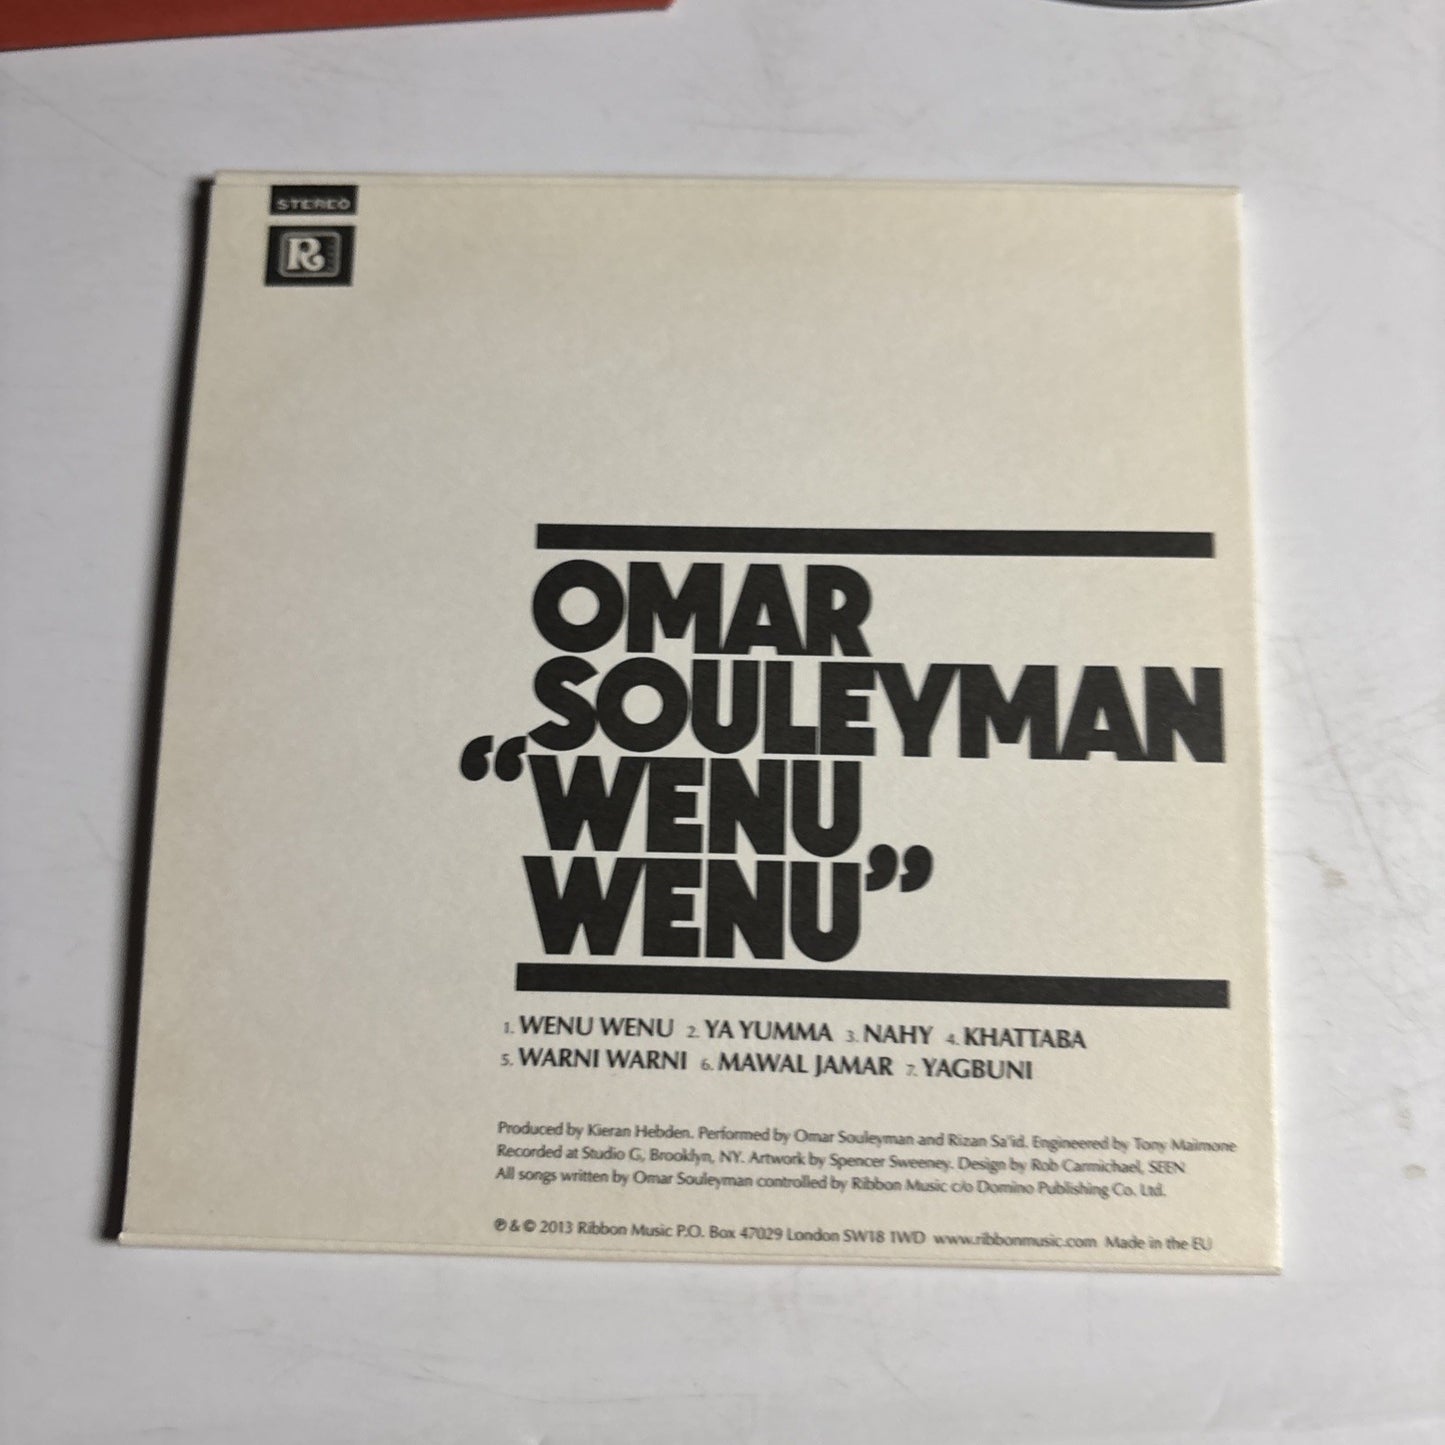 STEREO
R
OMAR
SOULEYMAN
“WENU
WENU”
1. WENU WENU 2. YA YUMMA 3. NAHY 4. KHATTABA
5. WARNI WARNI 6. MAWAL JAMAR 7. YAGBUNI
Produced by Kieran Hebden. Performed by Omar Souleyman and Rizan Sa'id. Engineered by Tony Maimone
Recorded at Studio G, Brooklyn, NY. Artwork by Spencer Sweeney. Design by Rob Carmichael, SEEN
All songs written by Omar Souleyman controlled by Ribbon Music c/o Domino Publishing Co. Ltd.
℗ & © 2013 Ribbon Music P.O. Box 47029 London SW18 1WD www.ribbonmusic.com Made in the EU